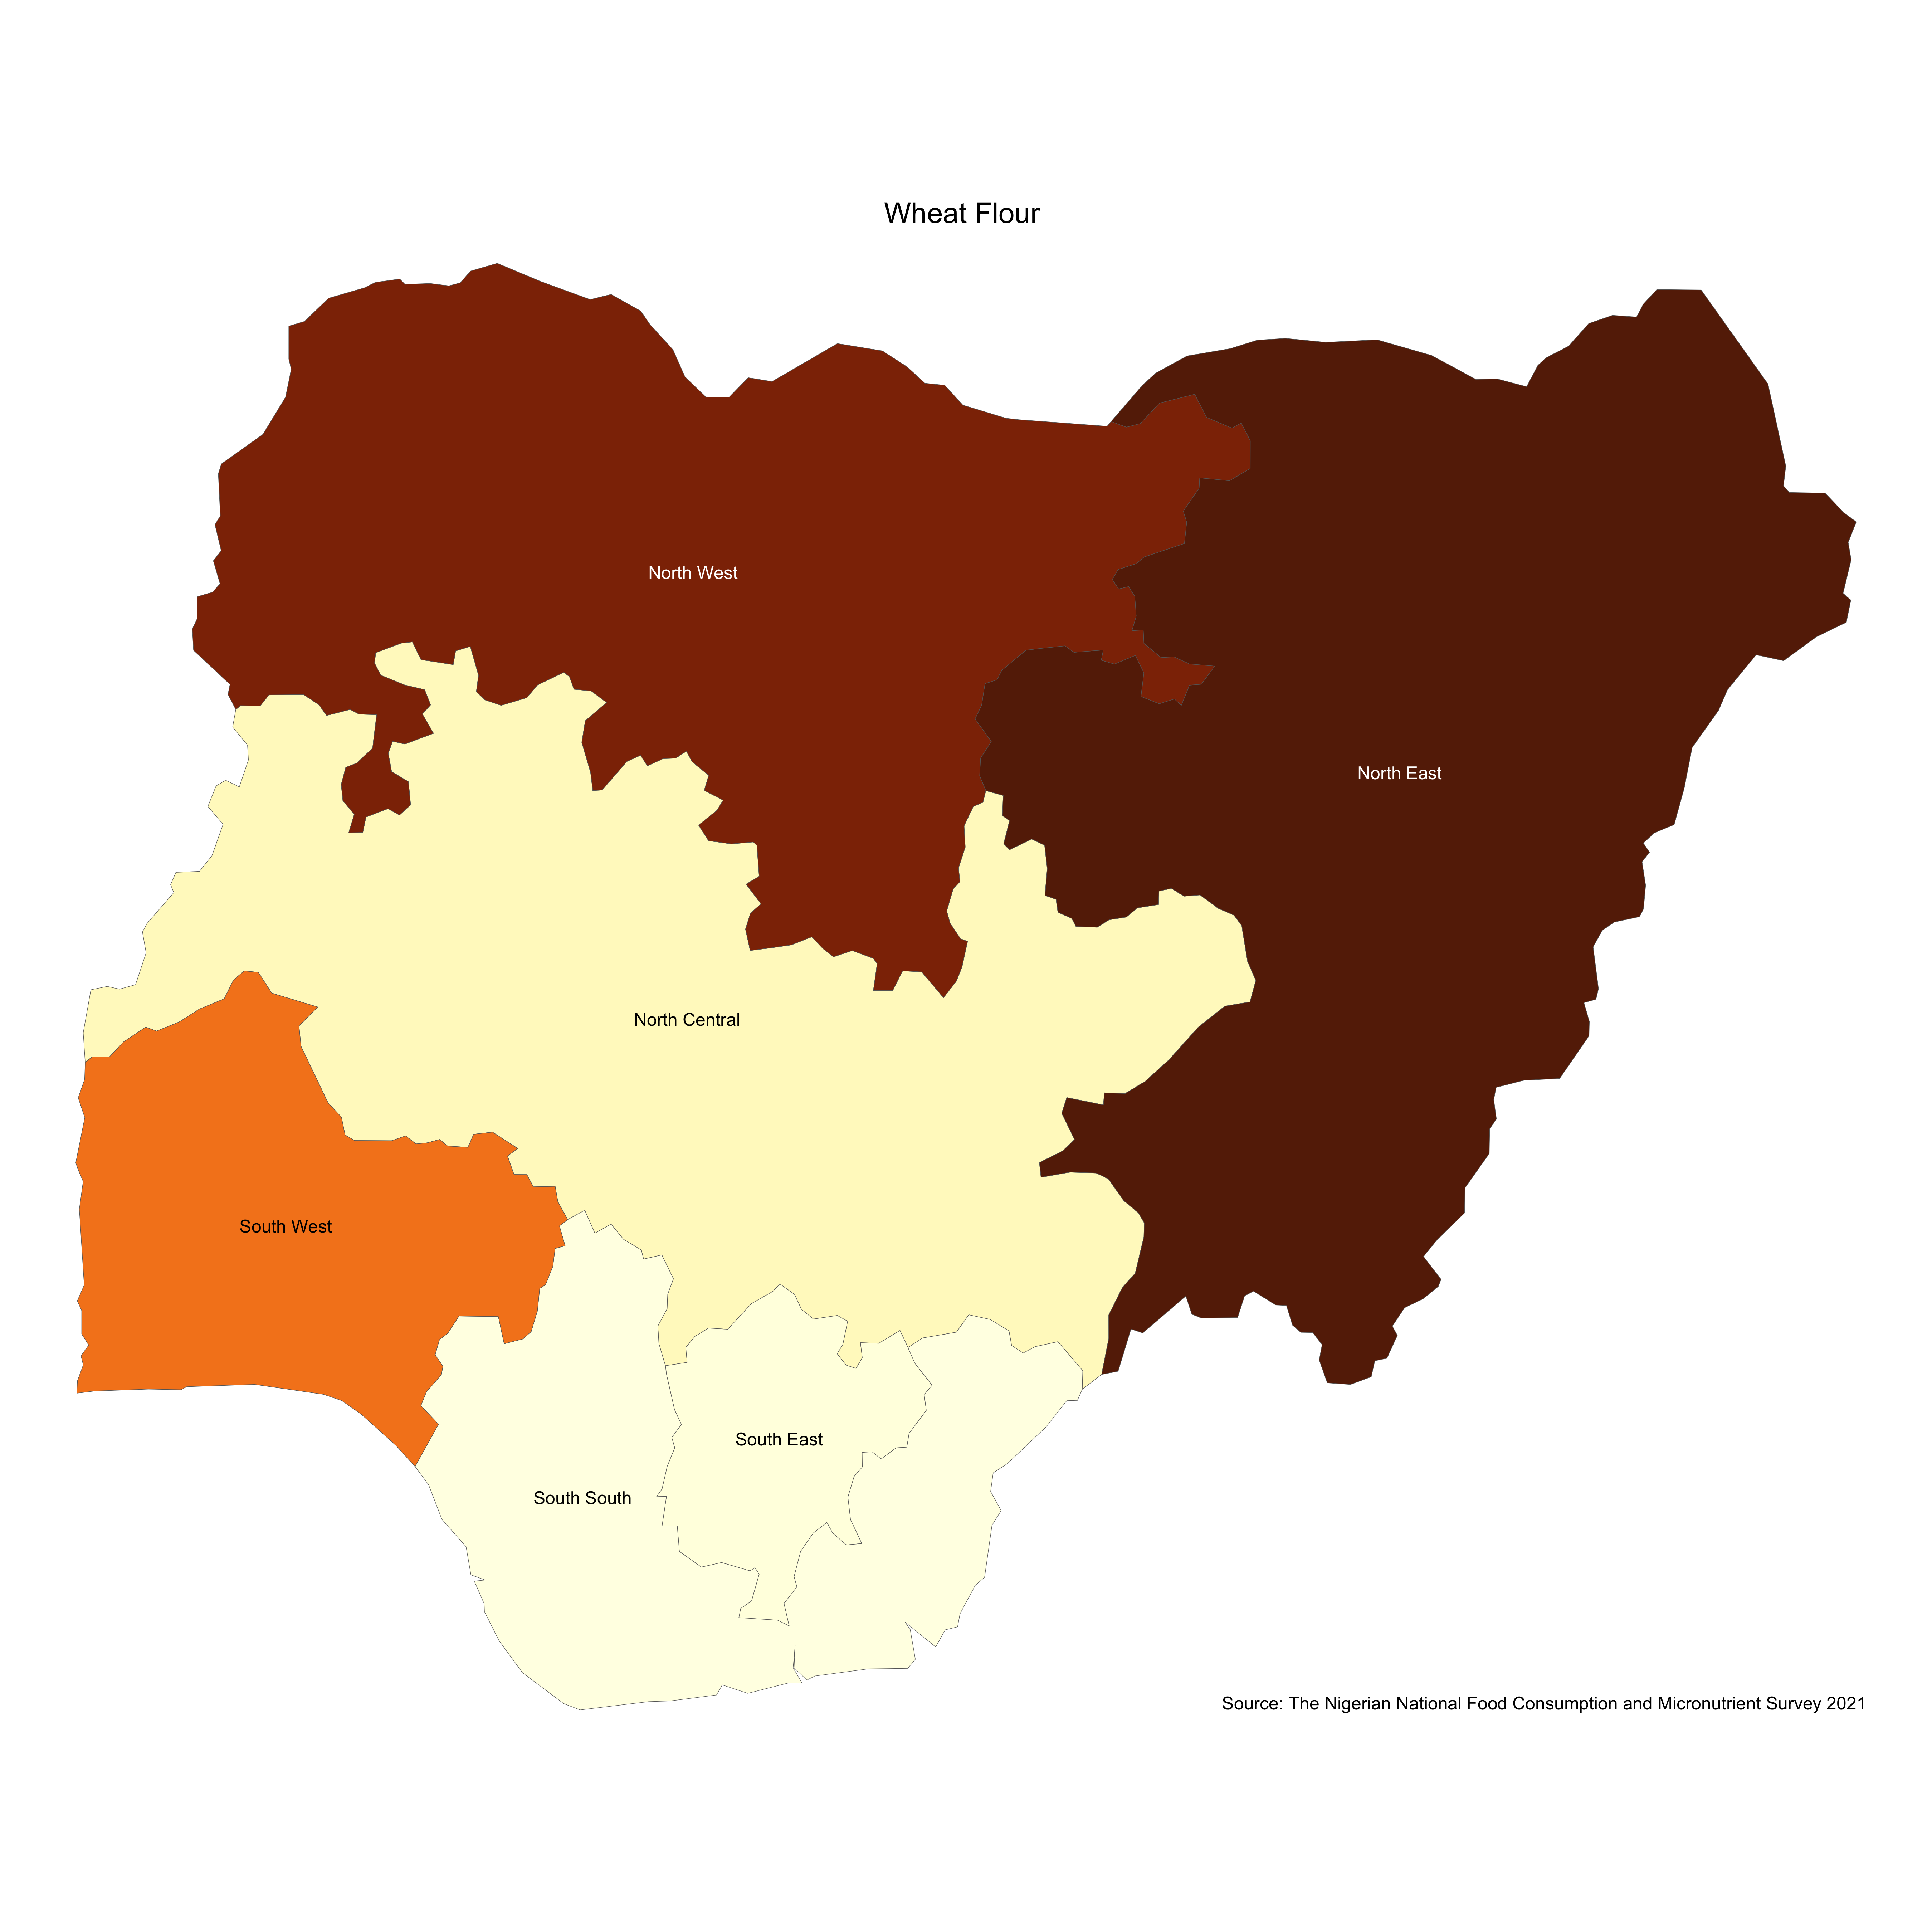 Wheat Flour
North West
North East
North Central
South West
South East
South South
Source: The Nigerian National Food Consumption and Micronutrient Survey 2021